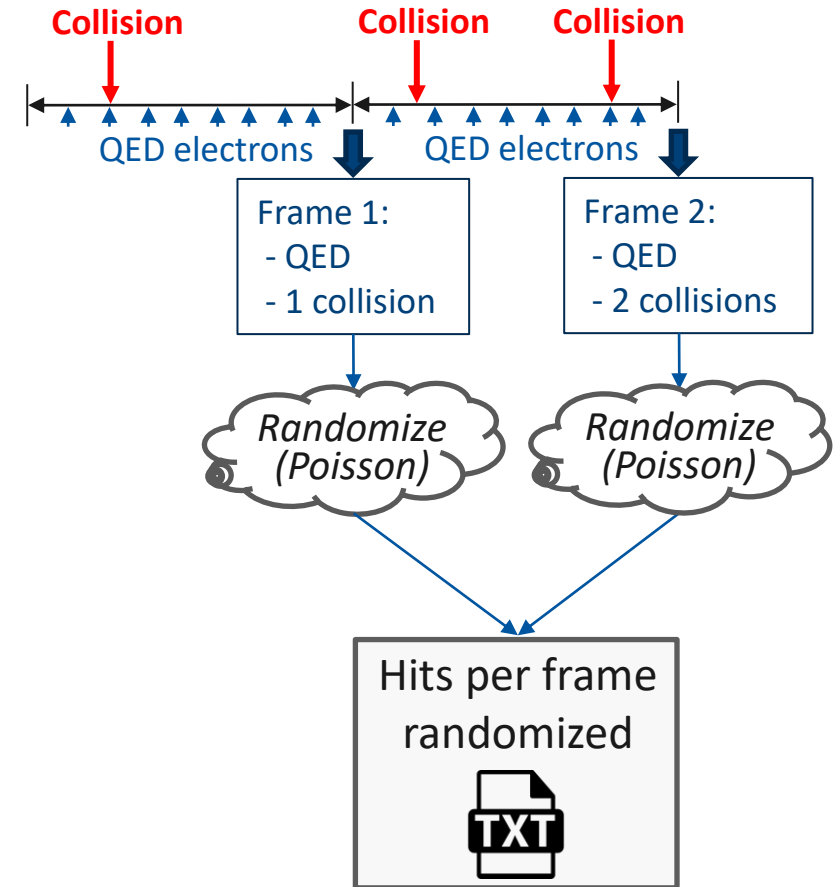 Collision
Collision
Collision
QED electrons
QED electrons
Frame 1:
- QED
- 1 collision
Frame 2:
- QED
- 2 collisions
Randomize
(Poisson)
Randomize
(Poisson)
Hits per frame
randomized
TXT